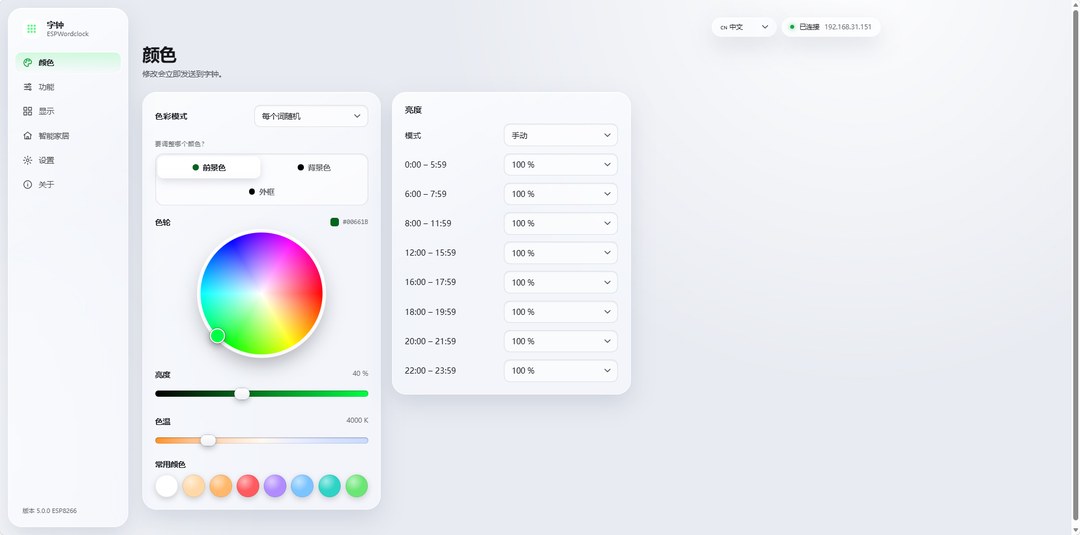 字钟
ESPWordclock
颜色
功能
显示
智能家居
设置
关于
版本 5.0.0 ESP8266
CN 中文
已连接 192.168.31.151
颜色
修改会立即发送到字钟。
色彩模式
每个词随机
要调整哪个颜色？
前景色
背景色
外框
色轮
#00661B
亮度
40 %
色温
4000 K
常用颜色
亮度
模式
手动
0:00 – 5:59
100 %
6:00 – 7:59
100 %
8:00 – 11:59
100 %
12:00 – 15:59
100 %
16:00 – 17:59
100 %
18:00 – 19:59
100 %
20:00 – 21:59
100 %
22:00 – 23:59
100 %